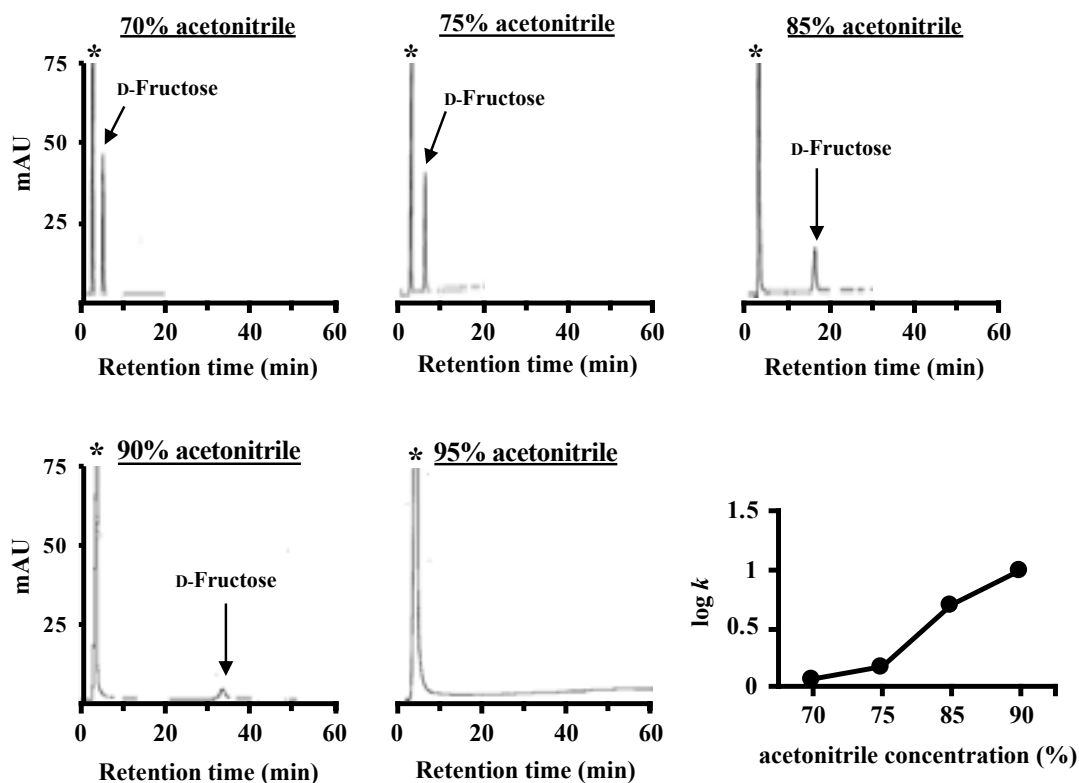 70% acetonitrile
*
75
50
25
mAU
D-Fructose
0 20 40 60
Retention time (min)
75% acetonitrile
*
D-Fructose
0 20 40 60
Retention time (min)
85% acetonitrile
*
D-Fructose
0 20 40 60
Retention time (min)
90% acetonitrile
*
75
50
25
mAU
D-Fructose
0 20 40 60
Retention time (min)
95% acetonitrile
*
0 20 40 60
Retention time (min)
1.5
1
0.5
0
log k
70 75 85 90
acetonitrile concentration (%)